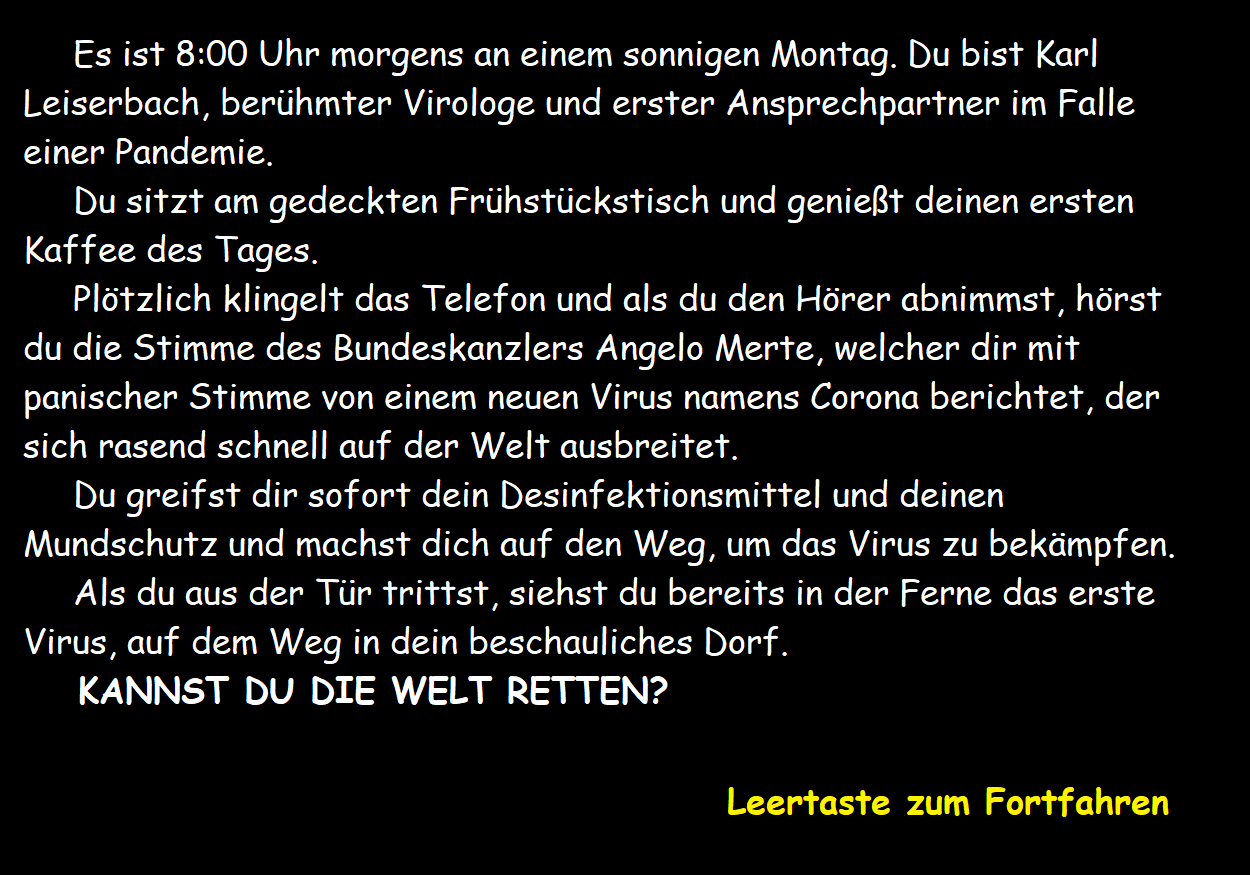 Es ist 8:00 Uhr morgens an einem sonnigen Montag. Du bist Karl
Leiserbach, berühmter Virologe und erster Ansprechpartner im Falle
einer Pandemie.
Du sitzt am gedeckten Frühstückstisch und genießt deinen ersten
Kaffee des Tages.
Plötzlich klingelt das Telefon und als du den Hörer abnimmst, hörst
du die Stimme des Bundeskanzlers Angelo Merte, welcher dir mit
panischer Stimme von einem neuen Virus namens Corona berichtet, der
sich rasend schnell auf der Welt ausbreitet.
Du greifst dir sofort dein Desinfektionsmittel und deinen
Mundschutz und machst dich auf den Weg, um das Virus zu bekämpfen.
Als du aus der Tür trittst, siehst du bereits in der Ferne das erste
Virus, auf dem Weg in dein beschauliches Dorf.
KANNST DU DIE WELT RETTEN?
Leertaste zum Fortfahren